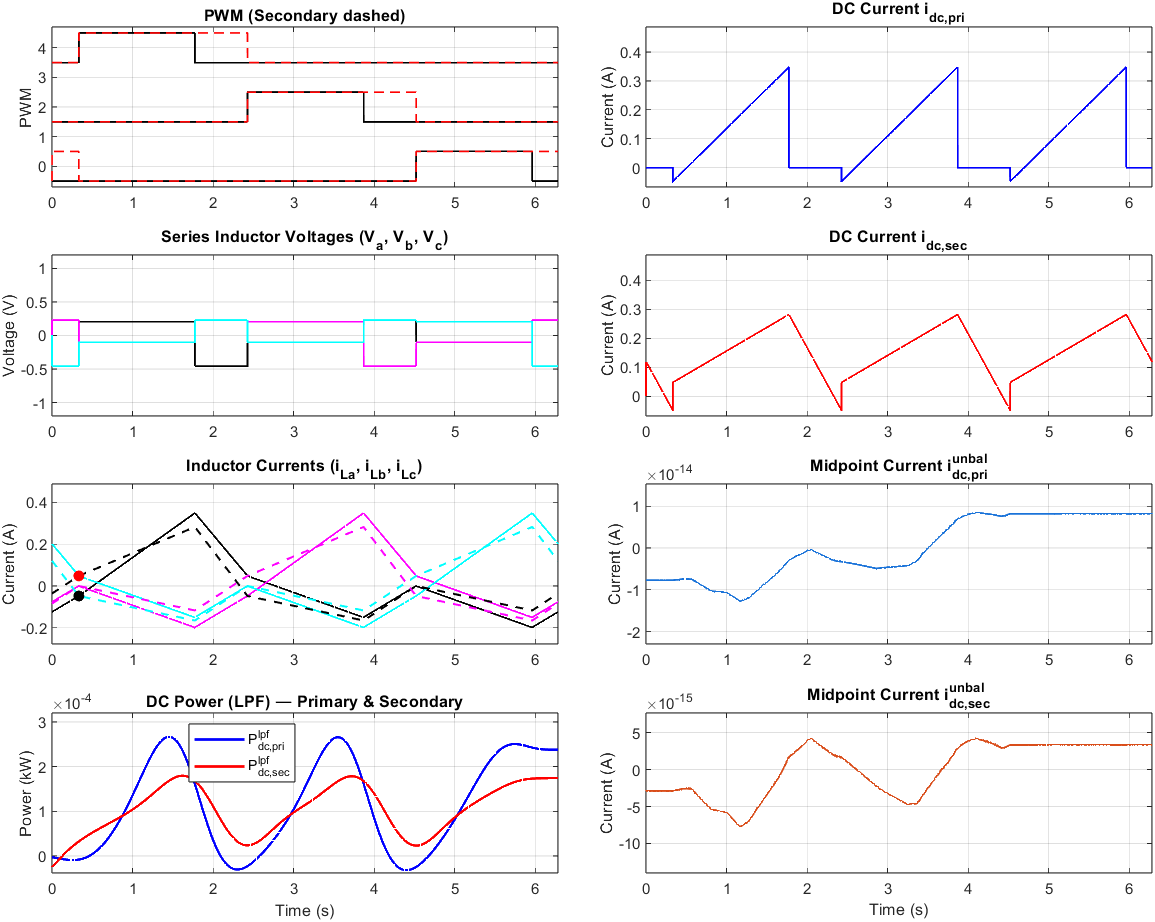 PWM (Secondary dashed)
PWM
4
3
2
1
0
0 1 2 3 4 5 6
DC Current i_dc,pri
Current (A)
0.4
0.3
0.2
0.1
0
0 1 2 3 4 5 6
Series Inductor Voltages (V_a, V_b, V_c)
Voltage (V)
1
0.5
0
-0.5
-1
0 1 2 3 4 5 6
DC Current i_dc,sec
Current (A)
0.4
0.3
0.2
0.1
0
0 1 2 3 4 5 6
Inductor Currents (i_La, i_Lb, i_Lc)
Current (A)
0.4
0.2
0
-0.2
0 1 2 3 4 5 6
Midpoint Current i_dc,pri^unbal
×10^-14
Current (A)
1
0
-1
-2
0 1 2 3 4 5 6
DC Power (LPF) — Primary & Secondary
×10^-4
Power (kW)
3
2
1
0
P_dc,pri^lpf
P_dc,sec^lpf
0 1 2 3 4 5 6
Time (s)
Midpoint Current i_dc,sec^unbal
×10^-15
Current (A)
5
0
-5
-10
0 1 2 3 4 5 6
Time (s)